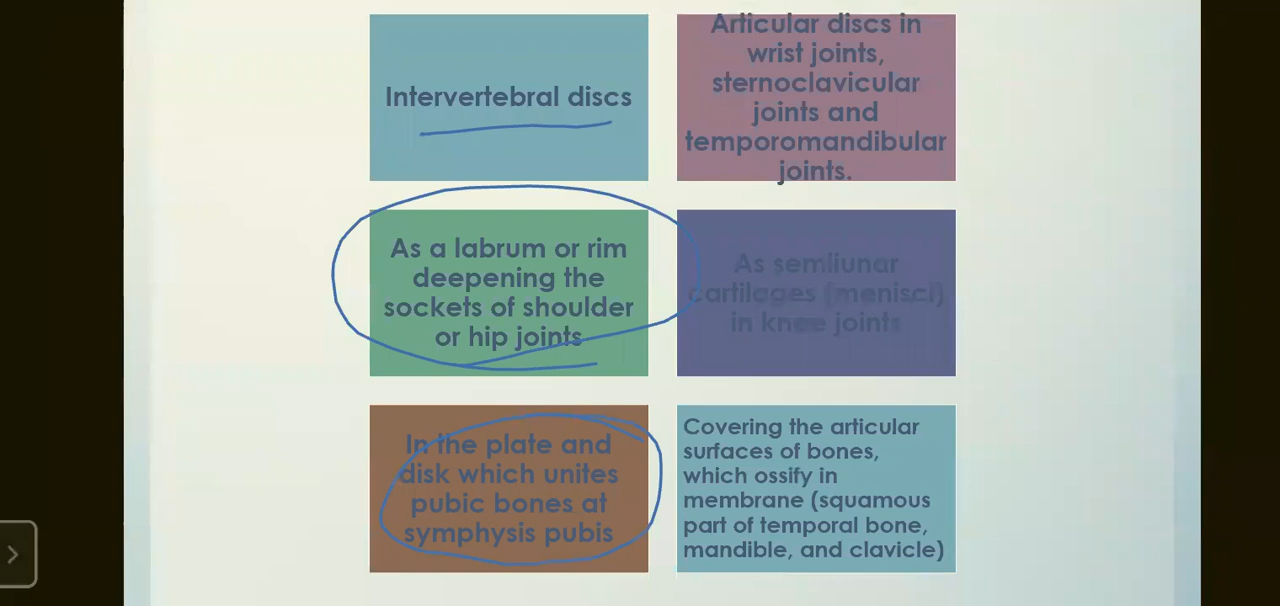 Intervertebral discs
Articular discs in
wrist joints,
sternoclavicular
joints and
temporomandibular
joints.
As a labrum or rim
deepening the
sockets of shoulder
or hip joints
As semliunar
cartilages (menisci)
in knee joints
In the plate and
disk which unites
pubic bones at
symphysis pubis
Covering the articular
surfaces of bones,
which ossify in
membrane (squamous
part of temporal bone,
mandible, and clavicle)